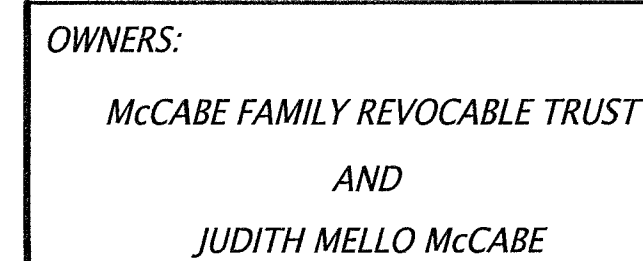 OWNERS:
McCABE FAMILY REVOCABLE TRUST
AND
JUDITH MELLO McCABE